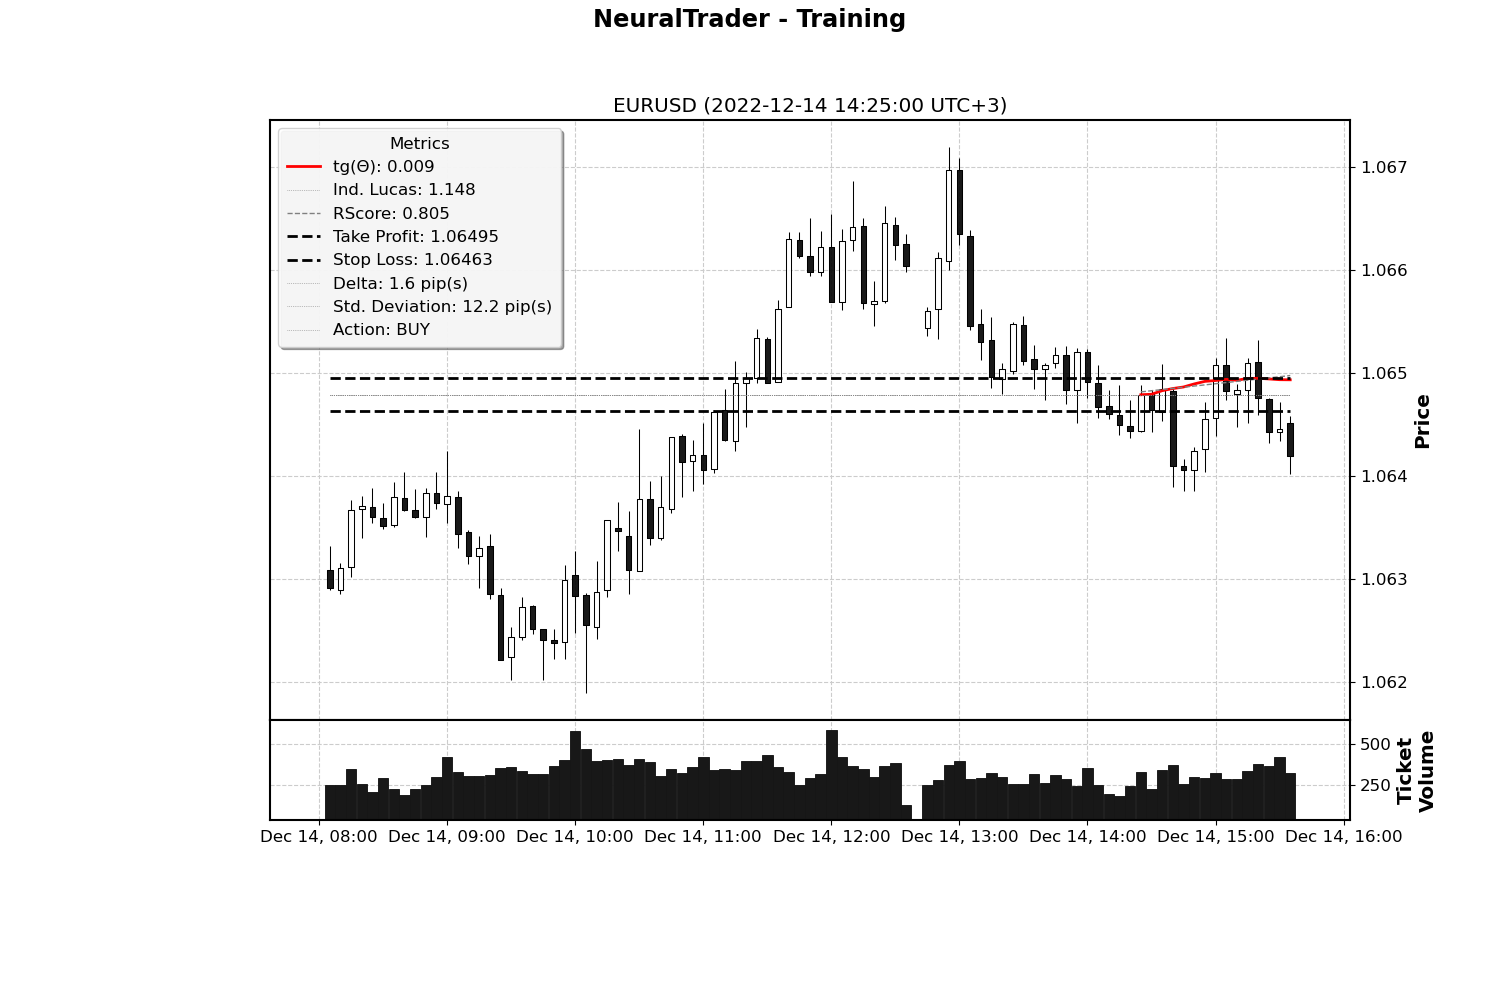 NeuralTrader - Training
EURUSD (2022-12-14 14:25:00 UTC+3)
Metrics
tg(Θ): 0.009
Ind. Lucas: 1.148
RScore: 0.805
Take Profit: 1.06495
Stop Loss: 1.06463
Delta: 1.6 pip(s)
Std. Deviation: 12.2 pip(s)
Action: BUY
1.067
1.066
1.065
1.064
1.063
1.062
Price
500
250
Ticket
Volume
Dec 14, 08:00 Dec 14, 09:00 Dec 14, 10:00 Dec 14, 11:00 Dec 14, 12:00 Dec 14, 13:00 Dec 14, 14:00 Dec 14, 15:00 Dec 14, 16:00